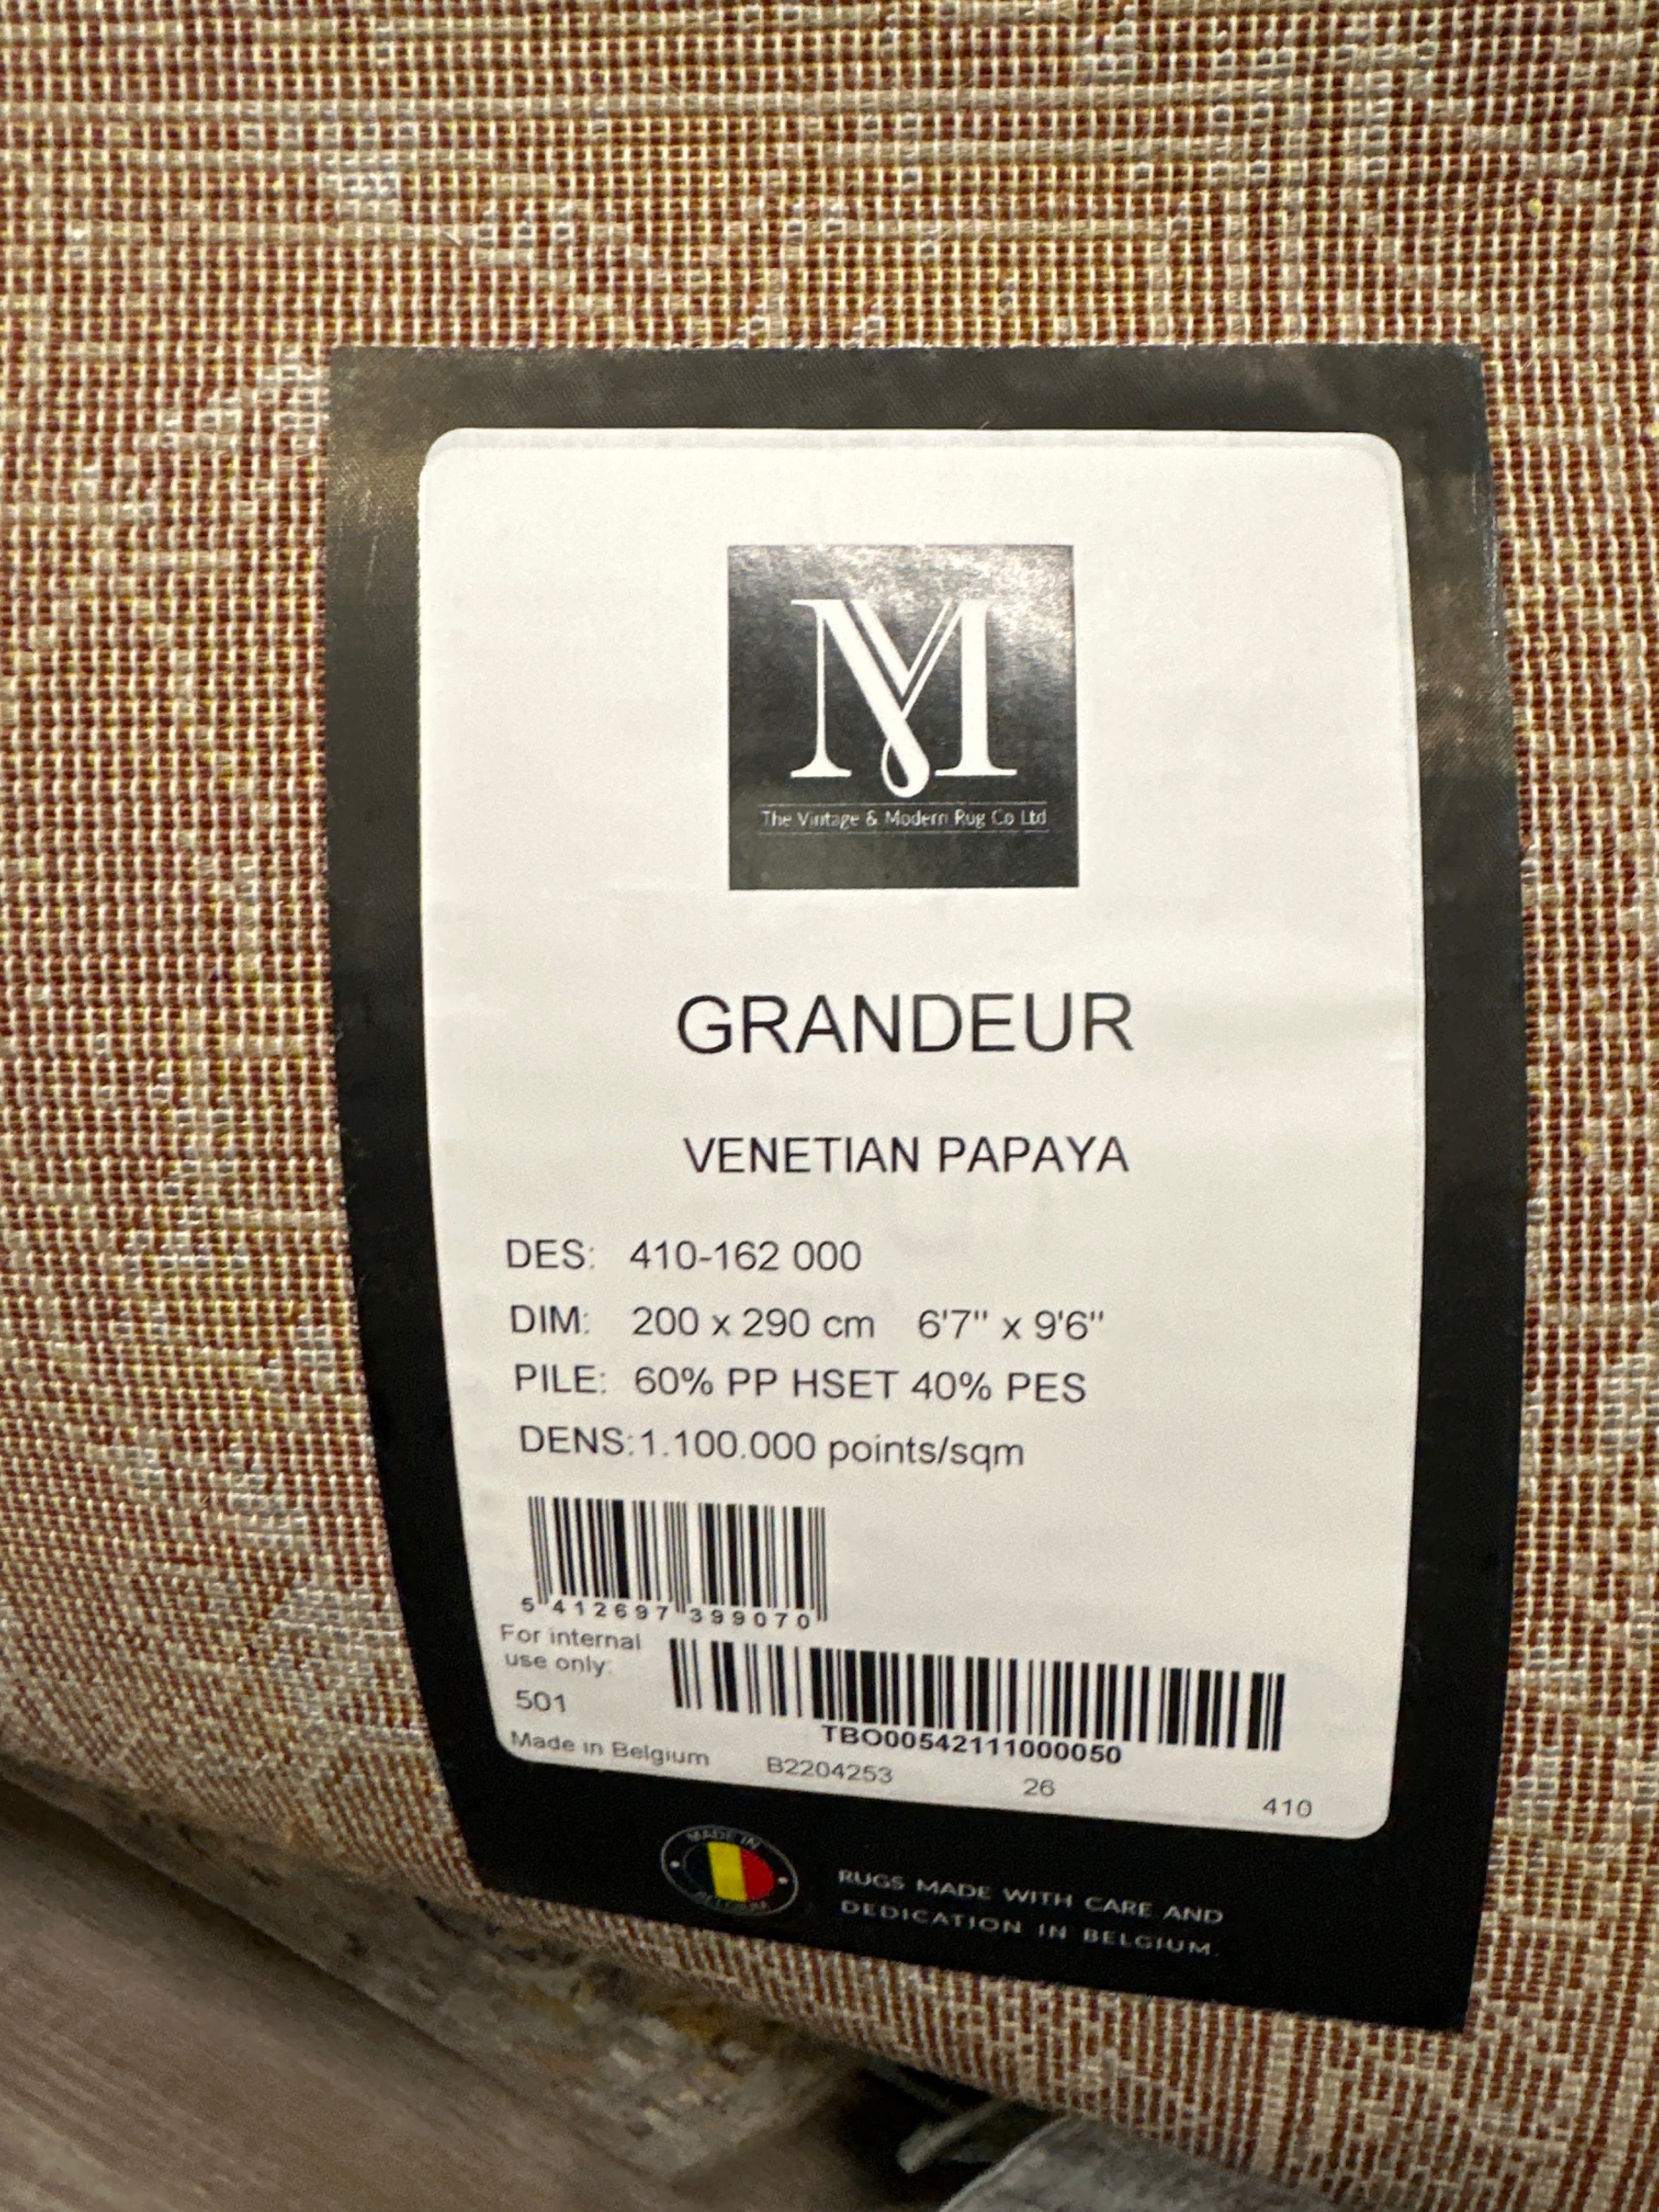 VM
The Vintage & Modern Rug Co Ltd
GRANDEUR
VENETIAN PAPAYA
DES: 410-162 000
DIM: 200 x 290 cm 6'7" x 9'6"
PILE: 60% PP HSET 40% PES
DENS:1.100.000 points/sqm
5 412697 399070
For internal
use only:
501
TBO00542111000050
Made in Belgium B2204253 26 410
MADE IN
BELGIUM
RUGS MADE WITH CARE AND
DEDICATION IN BELGIUM.